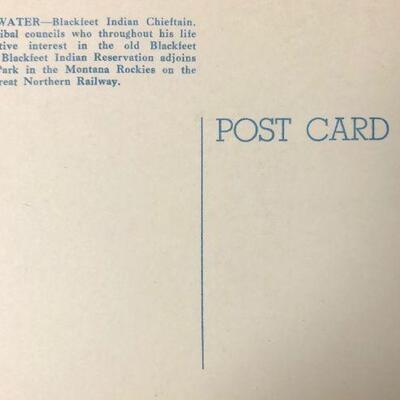 WATER—Blackfeet Indian Chieftain.
ibal councils who throughout his life
tive interest in the old Blackfeet
Blackfeet Indian Reservation adjoins
Park in the Montana Rockies on the
reat Northern Railway.
POST CARD